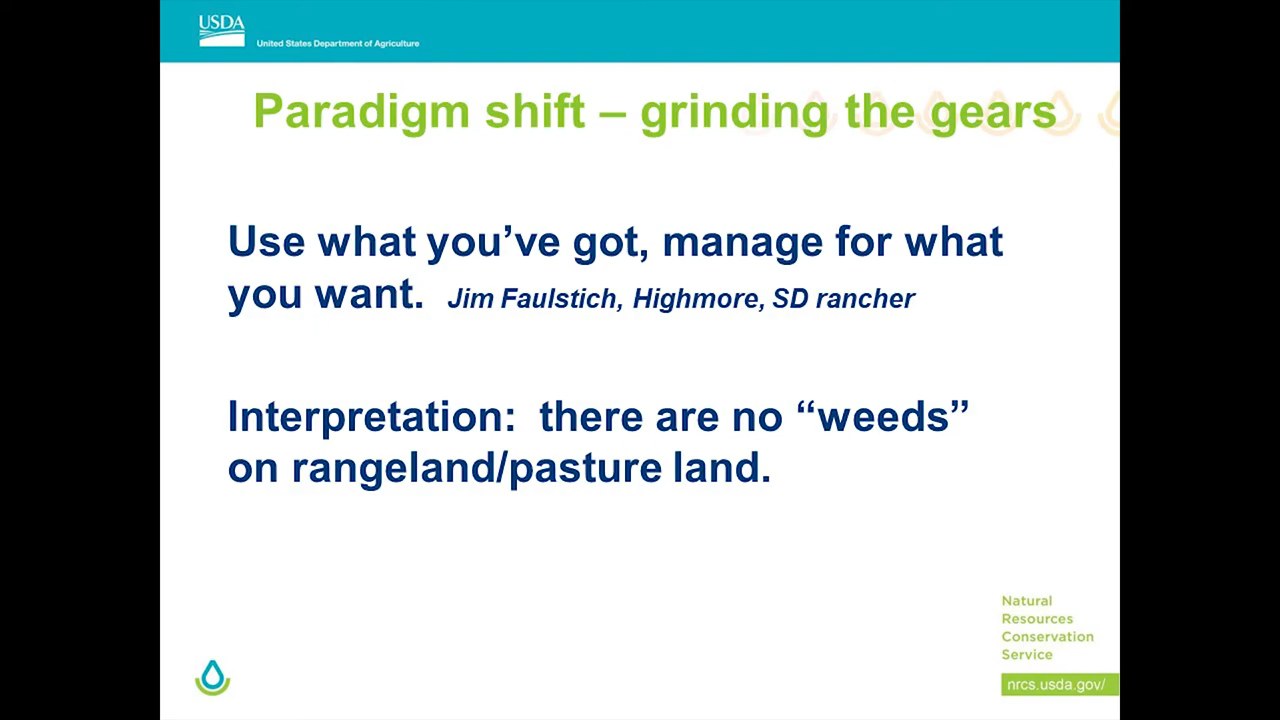 USDA
United States Department of Agriculture
Paradigm shift – grinding the gears
Use what you’ve got, manage for what
you want. Jim Faulstich, Highmore, SD rancher
Interpretation: there are no “weeds”
on rangeland/pasture land.
Natural
Resources
Conservation
Service
nrcs.usda.gov/